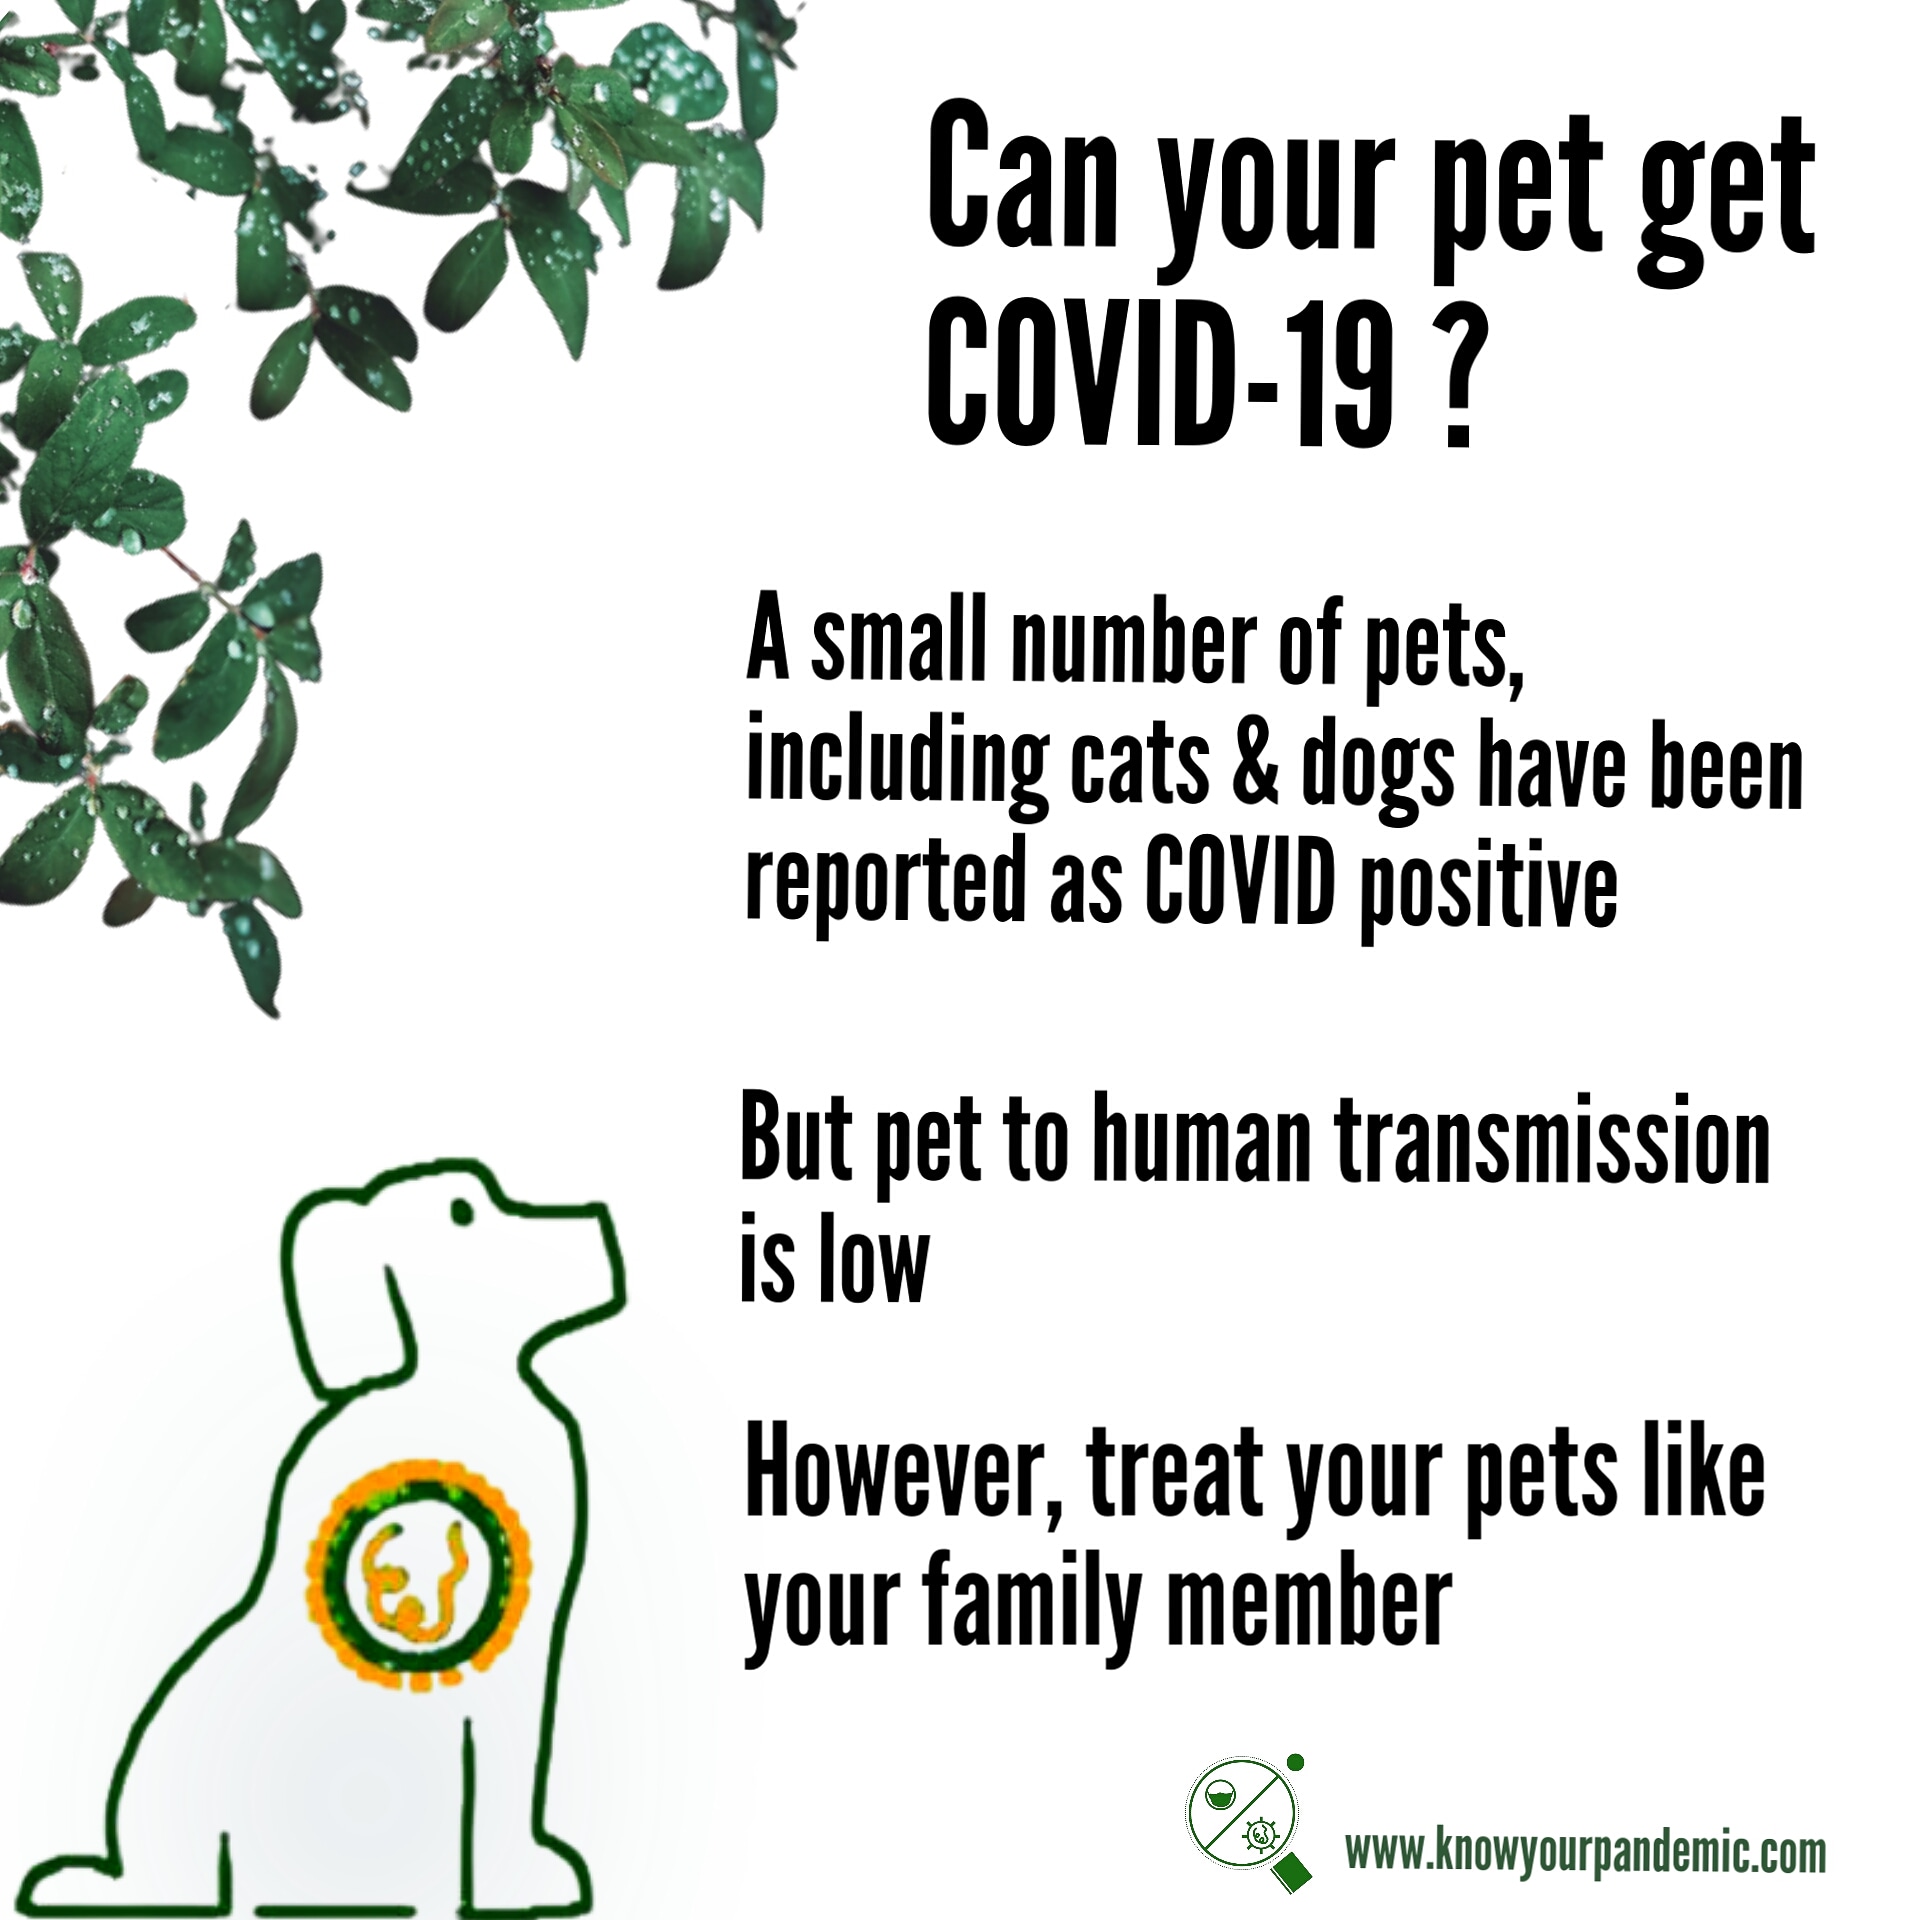 Can your pet get
COVID-19 ?
A small number of pets,
including cats & dogs have been
reported as COVID positive
But pet to human transmission
is low
However, treat your pets like
your family member
www.knowyourpandemic.com